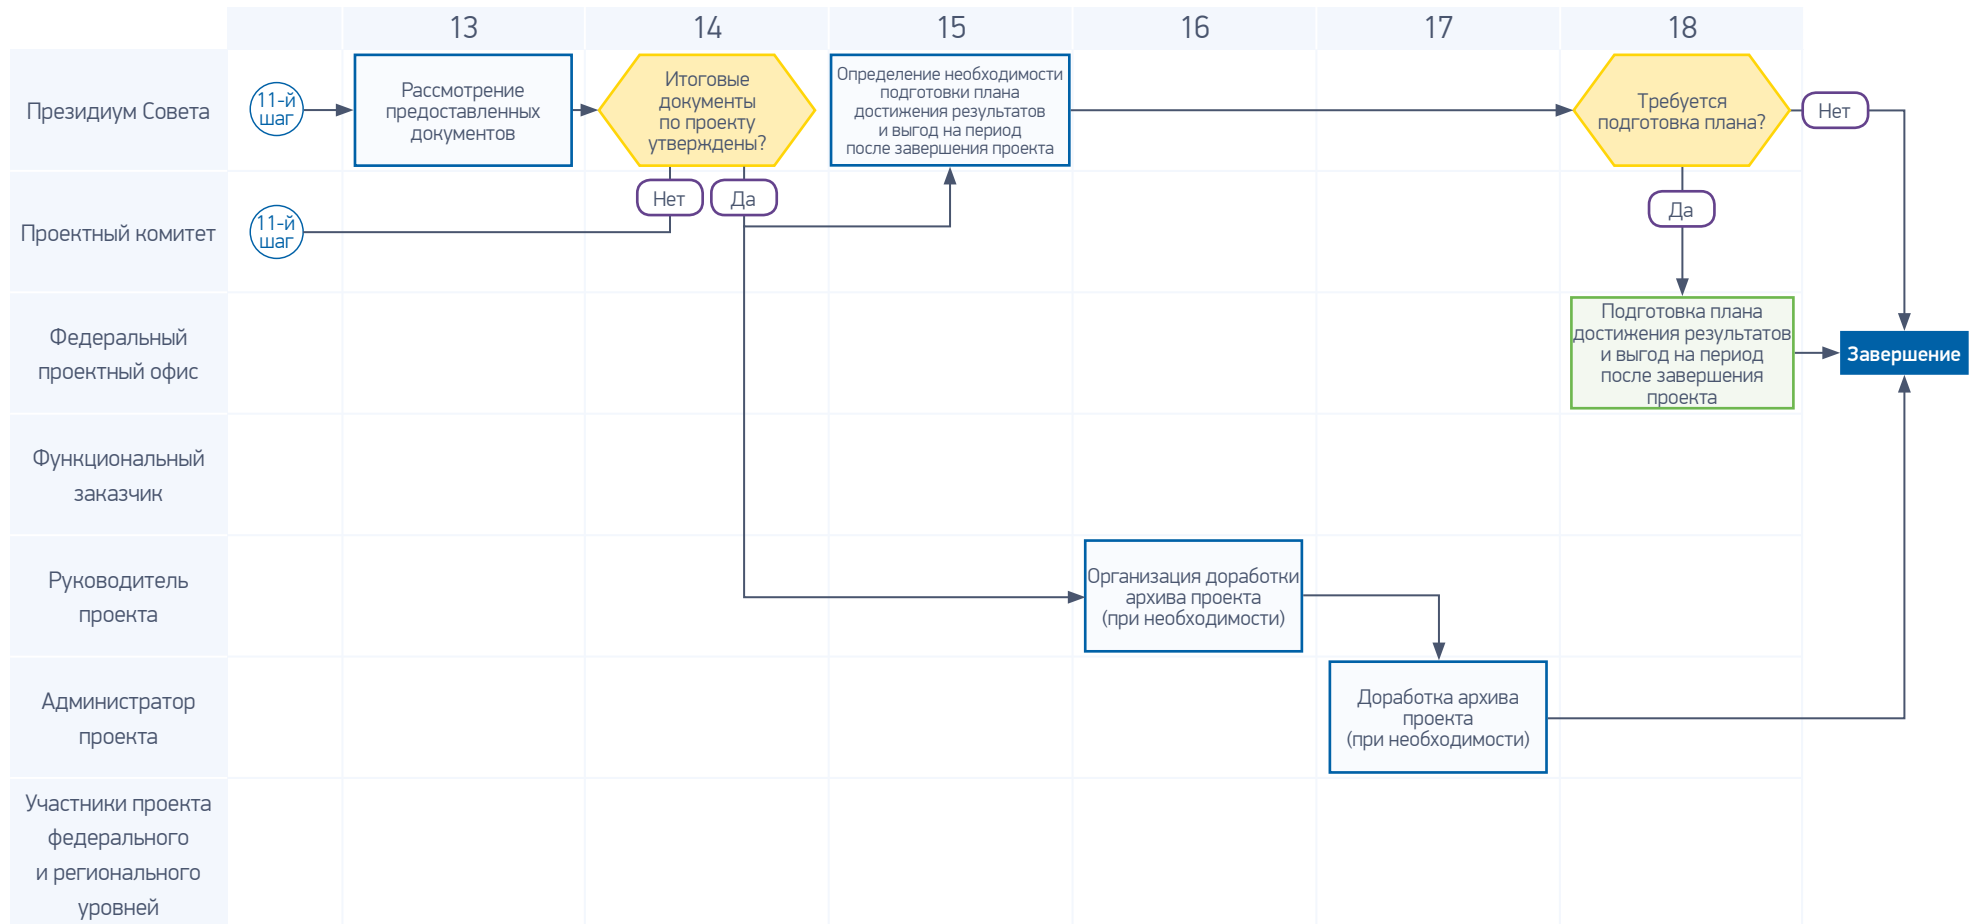 13
14
15
16
17
18
Президиум Совета
11-й
шаг
Рассмотрение
предоставленных
документов
Итоговые
документы
по проекту
утверждены?
Определение необходимости
подготовки плана
достижения результатов
и выгод на период
после завершения проекта
Требуется
подготовка плана?
Нет
Проектный комитет
11-й
шаг
Нет
Да
Да
Федеральный
проектный офис
Подготовка плана
достижения результатов
и выгод на период
после завершения
проекта
Завершение
Функциональный
заказчик
Руководитель
проекта
Организация доработки
архива проекта
(при необходимости)
Администратор
проекта
Доработка архива
проекта
(при необходимости)
Участники проекта
федерального
и регионального
уровней